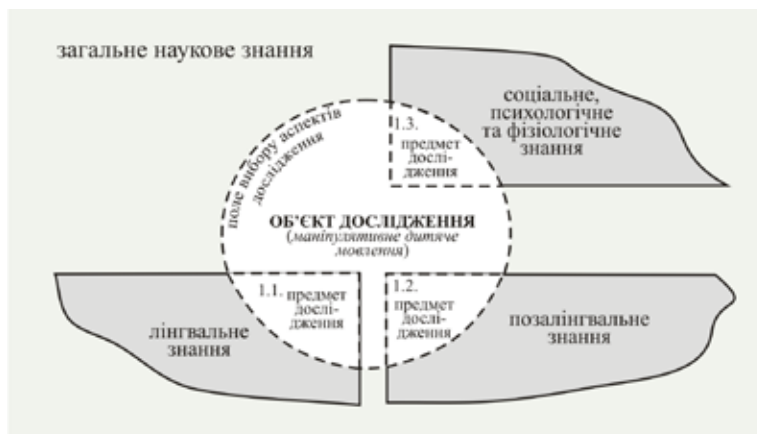 загальне наукове знання
соціальне,
психологічне
та фізіологічне
знання
поле вибору аспектів
дослідження
1.3.
предмет
дослі-
дження
ОБ’ЄКТ ДОСЛІДЖЕННЯ
(маніпулятивне дитяче
мовлення)
1.1. предмет
дослі-
дження
1.2.
предмет
дослі-
дження
лінгвальне
знання
позалінгвальне
знання